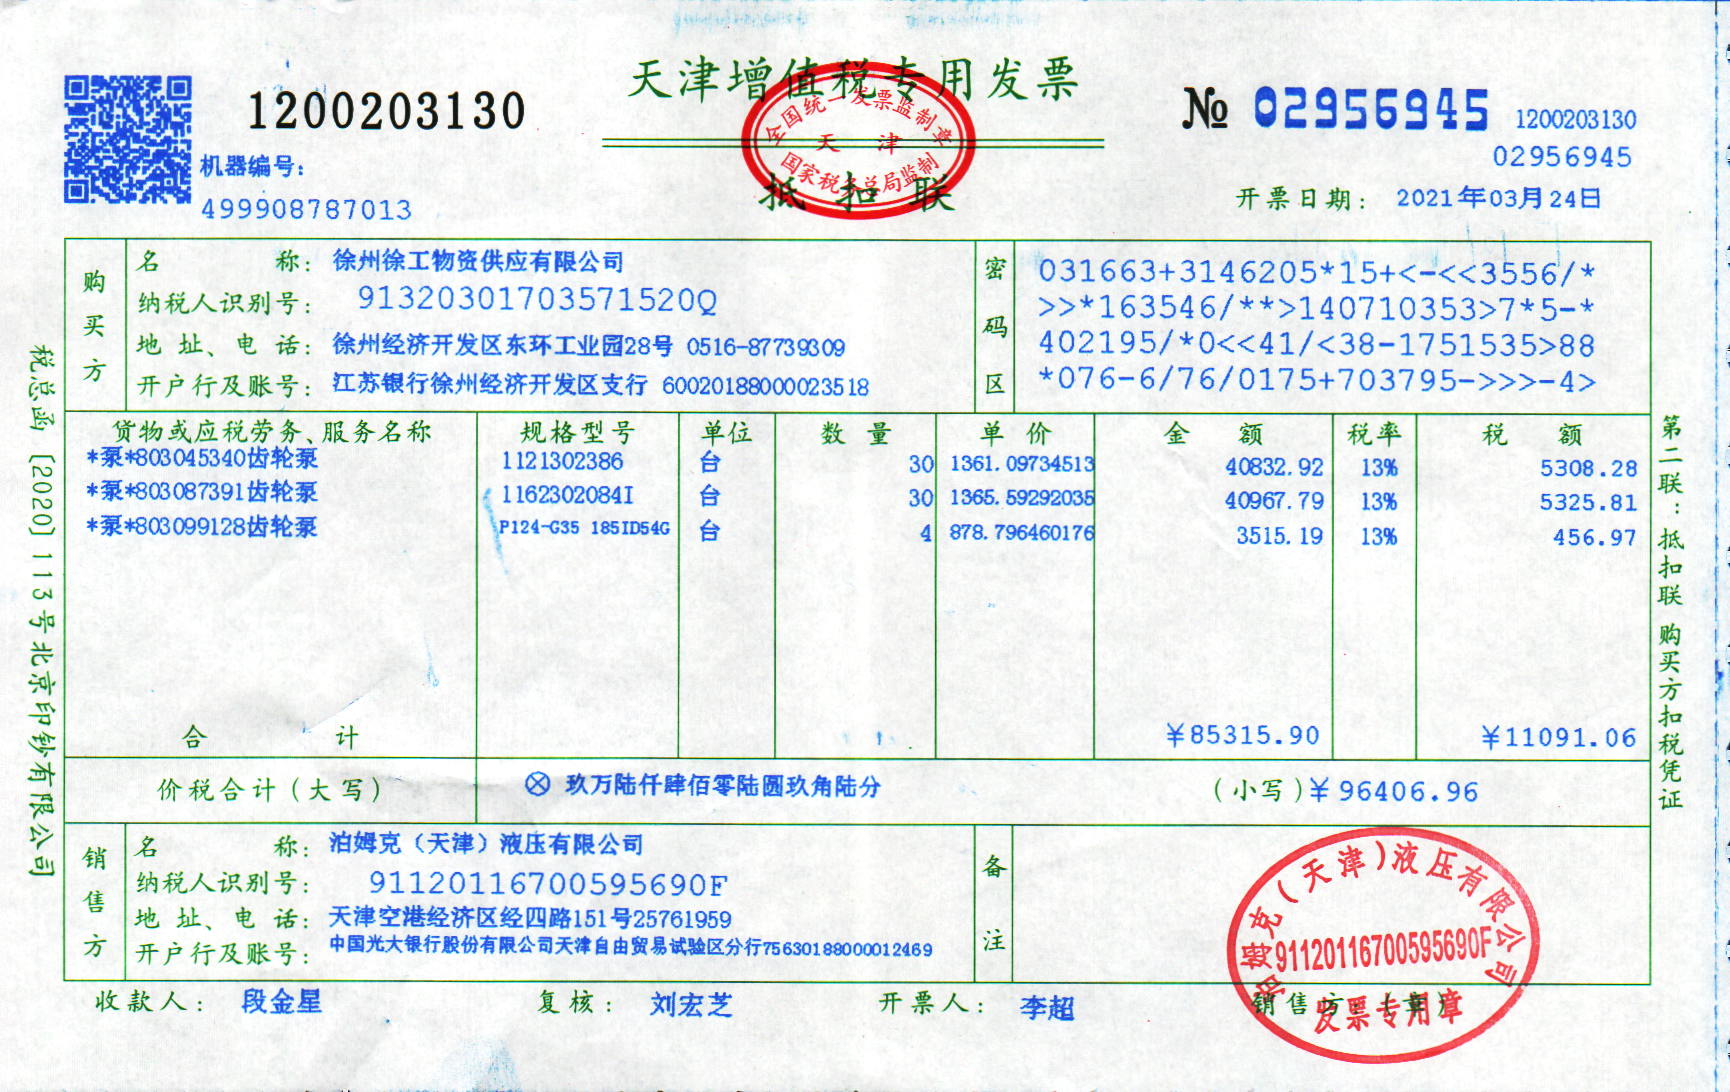 天津增值税专用发票
1200203130
№ 02956945
1200203130
02956945
全国统一发票监制章
天津
国家税务总局监制
抵扣联
机器编号：
499908787013
开票日期： 2021年03月24日
购买方
名 称： 徐州徐工物资供应有限公司
纳税人识别号： 91320301703571520Q
地址、电话： 徐州经济开发区东环工业园28号 0516-87739309
开户行及账号： 江苏银行徐州经济开发区支行 60020188000023518
密码区
031663+3146205*15+<-<<3556/*
>>*163546/**>140710353>7*5-*
402195/*0<<41/<38-1751535>88
*076-6/76/0175+703795->>>-4>
货物或应税劳务、服务名称 规格型号 单位 数量 单价 金额 税率 税额
*泵*803045340齿轮泵 1121302386 台 30 1361.09734513 40832.92 13% 5308.28
*泵*803087391齿轮泵 1162302084I 台 30 1365.59292035 40967.79 13% 5325.81
*泵*803099128齿轮泵 P124-G35 185ID54G 台 4 878.796460176 3515.19 13% 456.97
合计 ¥85315.90 ¥11091.06
价税合计（大写） ⊗ 玖万陆仟肆佰零陆圆玖角陆分 （小写）¥96406.96
销售方
名 称： 泊姆克（天津）液压有限公司
纳税人识别号： 91120116700595690F
地址、电话： 天津空港经济区经四路151号25761959
开户行及账号： 中国光大银行股份有限公司天津自由贸易试验区分行75630188000012469
备注
收款人： 段金星 复核： 刘宏芝 开票人： 李超 销售方：（章）
泊姆克（天津）液压有限公司
91120116700595690F
发票专用章
税总函〔2020〕113号北京印钞有限公司
第二联：抵扣联 购买方扣税凭证